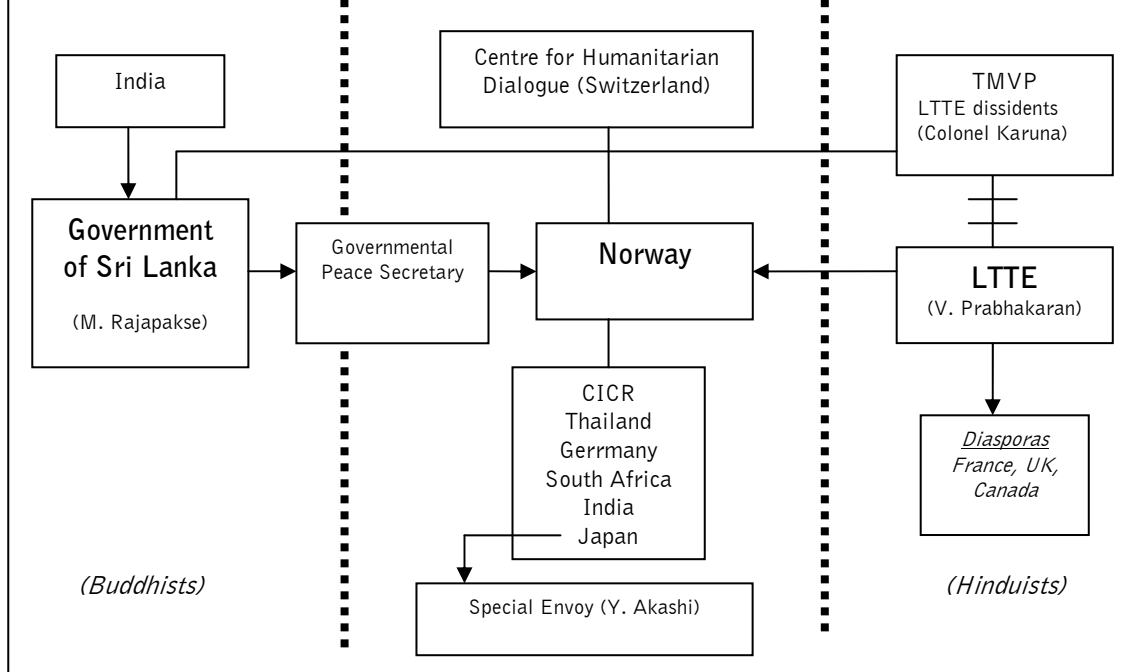 India
Centre for Humanitarian
Dialogue (Switzerland)
TMVP
LTTE dissidents
(Colonel Karuna)
Government
of Sri Lanka
(M. Rajapakse)
Governmental
Peace Secretary
Norway
LTTE
(V. Prabhakaran)
CICR
Thailand
Gerrmany
South Africa
India
Japan
Diasporas
France, UK,
Canada
(Buddhists)
(Hinduists)
Special Envoy (Y. Akashi)